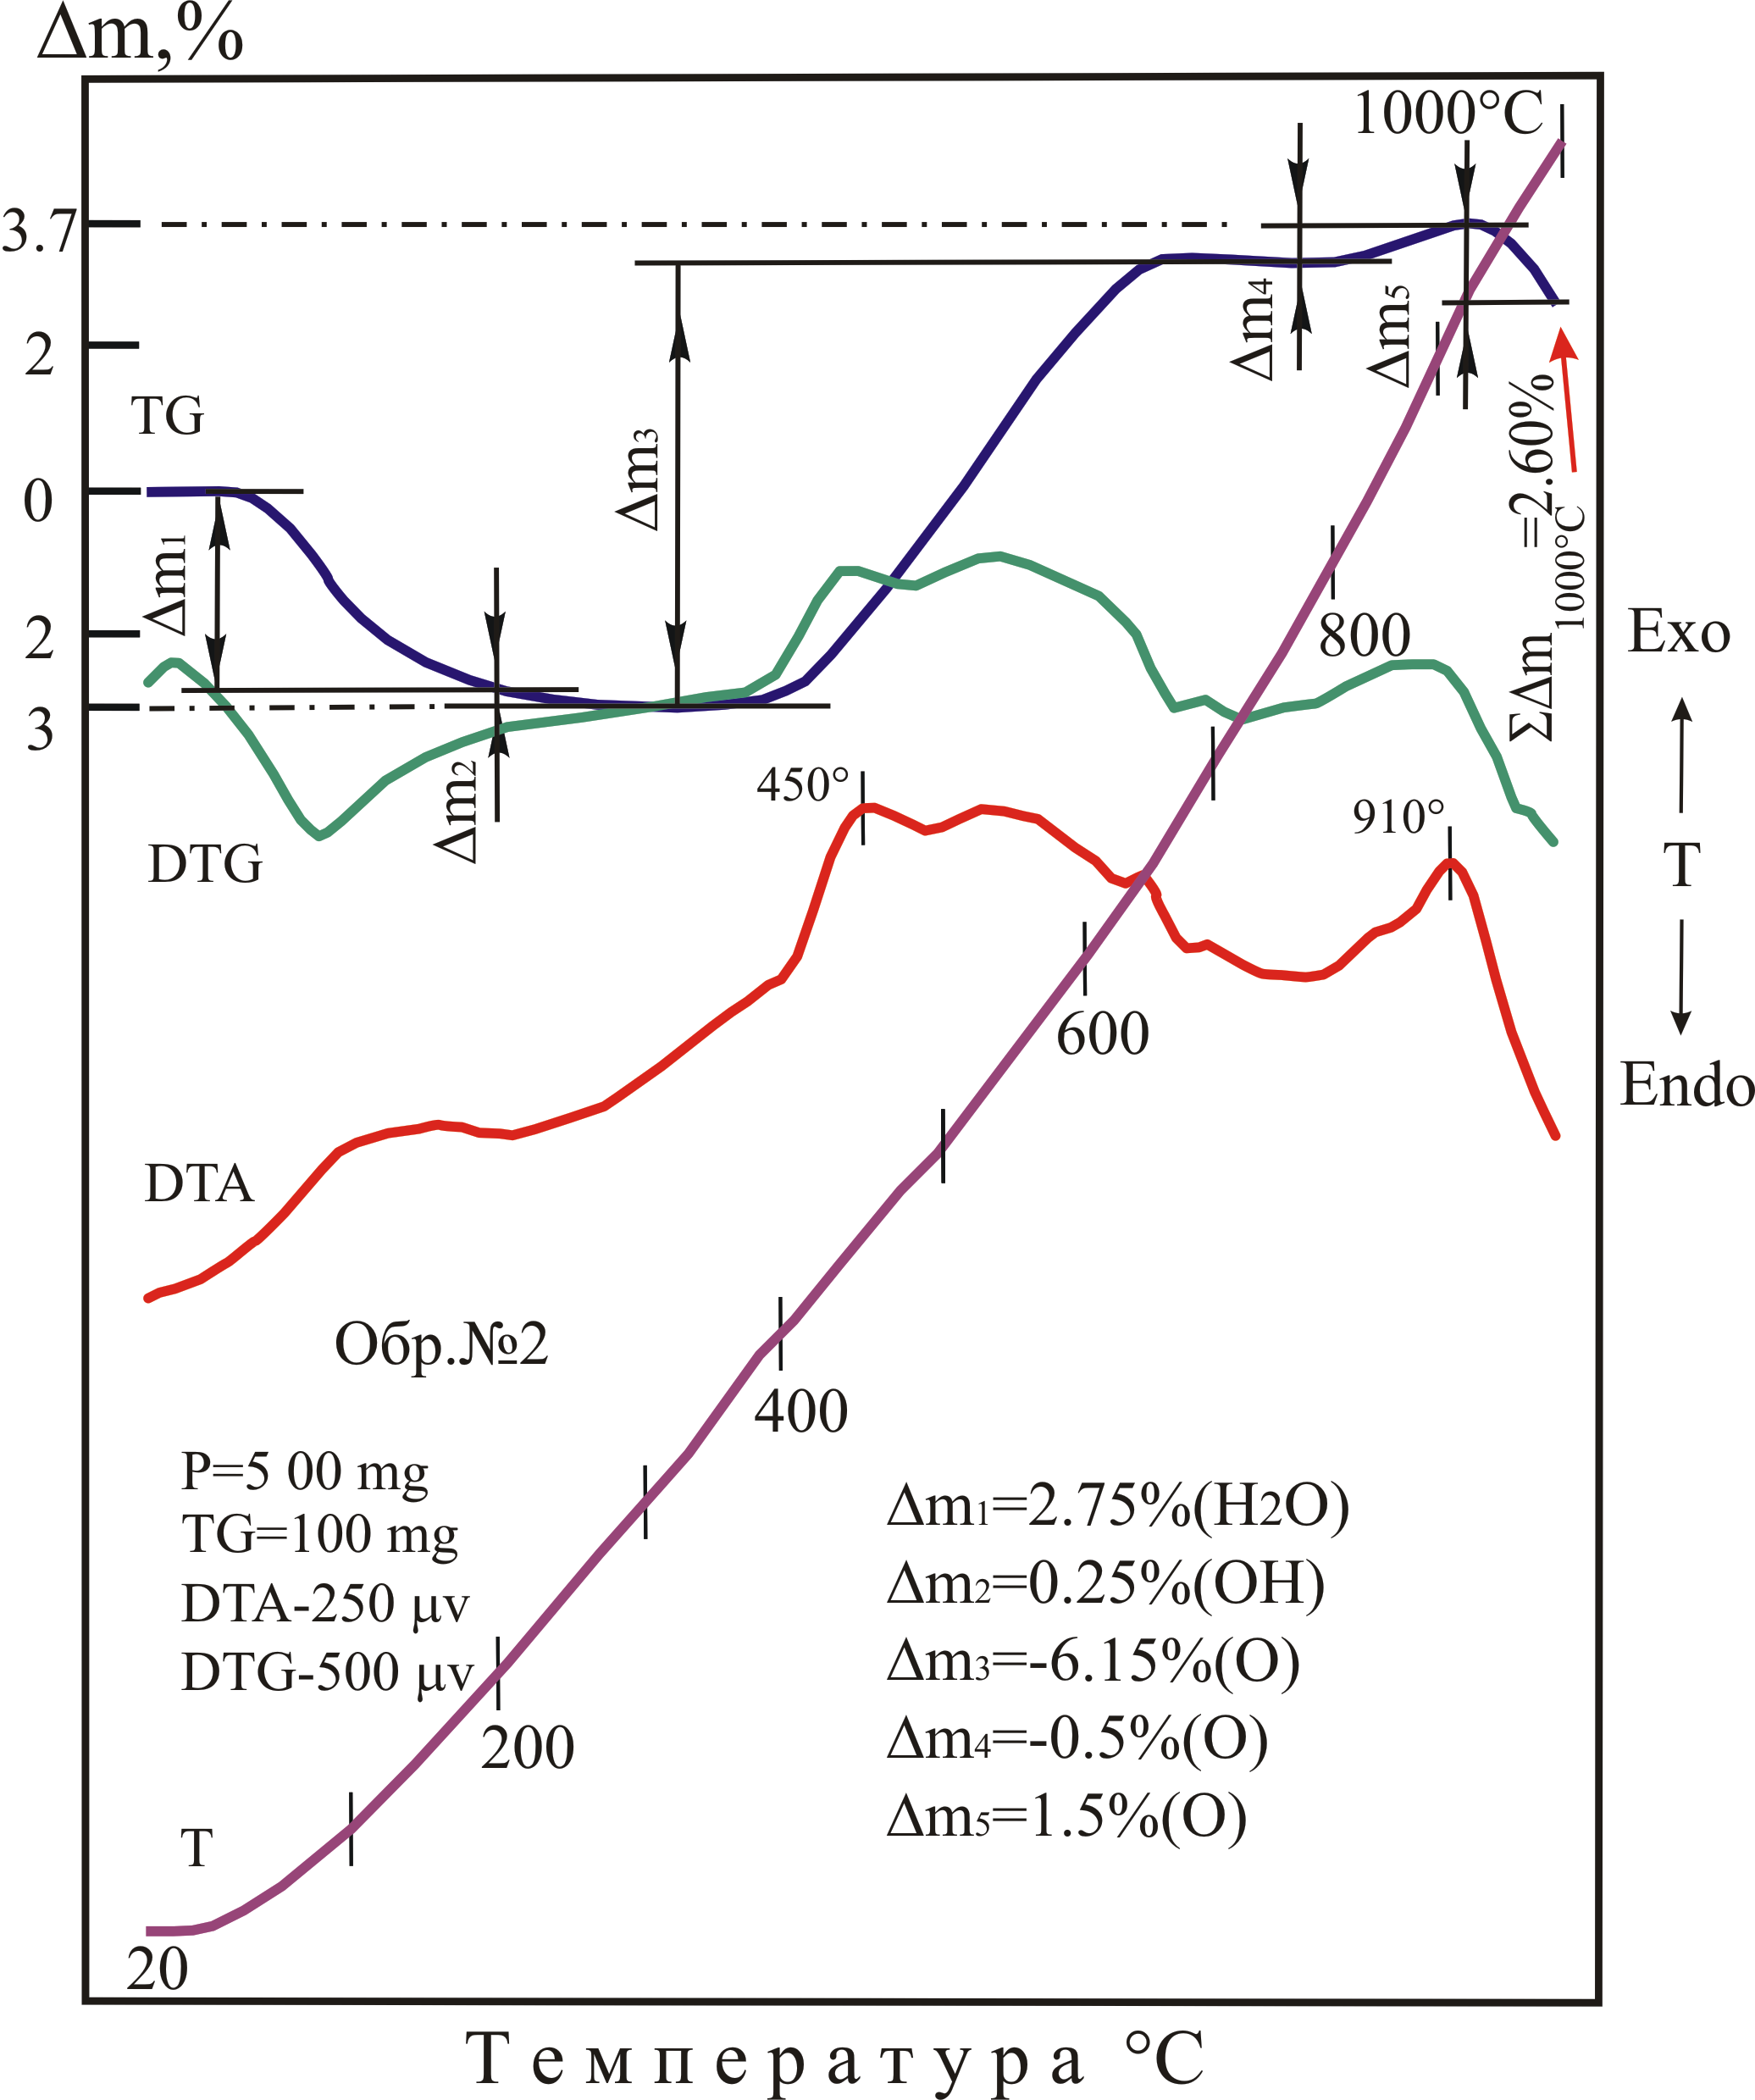 Δm,%
1000°C
3.7
2
TG
0
2
3
Δm1
Δm2
Δm3
Δm4
Δm5
ΣΔm 1000°C =2.60%
Exo
T
Endo
DTG
450°
910°
800
600
DTA
Обр.№2
400
P=5 00 mg
TG=100 mg
DTA-250 μv
DTG-500 μv
Δm1=2.75%(H2O)
Δm2=0.25%(OH)
Δm3=-6.15%(O)
Δm4=-0.5%(O)
Δm5=1.5%(O)
200
T
20
Температура °C